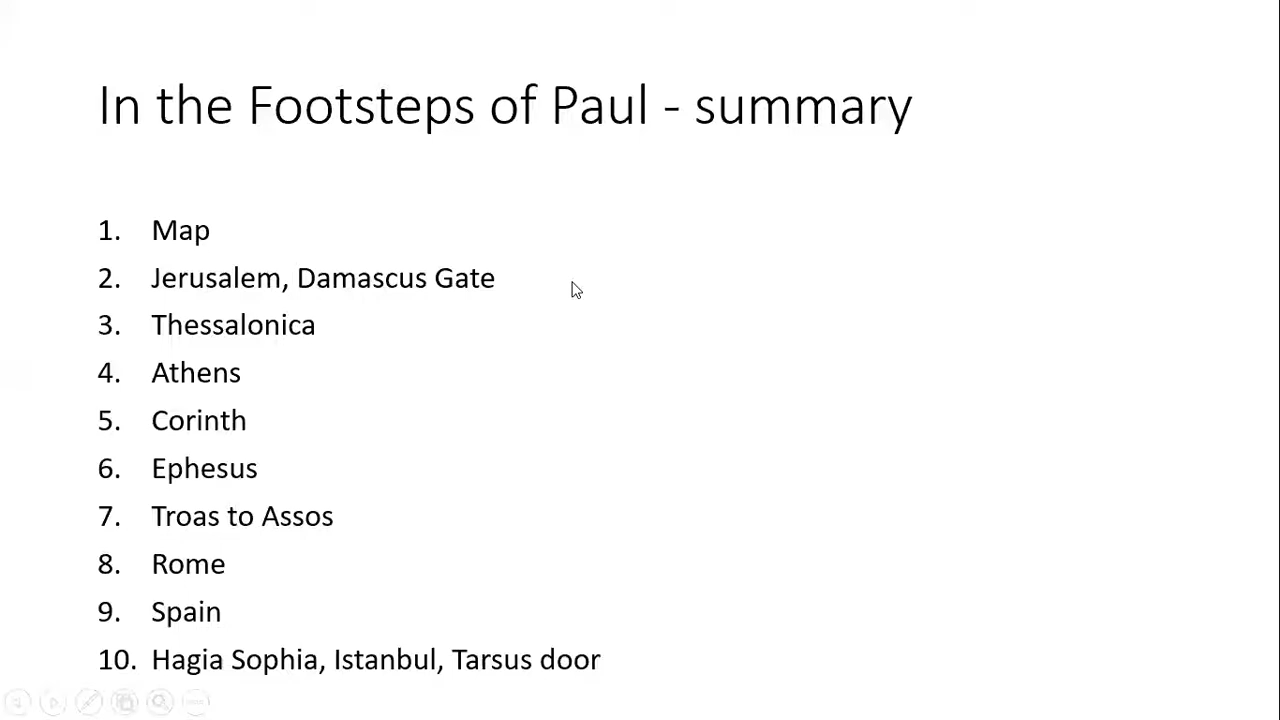 In the Footsteps of Paul - summary
1. Map
2. Jerusalem, Damascus Gate
3. Thessalonica
4. Athens
5. Corinth
6. Ephesus
7. Troas to Assos
8. Rome
9. Spain
10. Hagia Sophia, Istanbul, Tarsus door